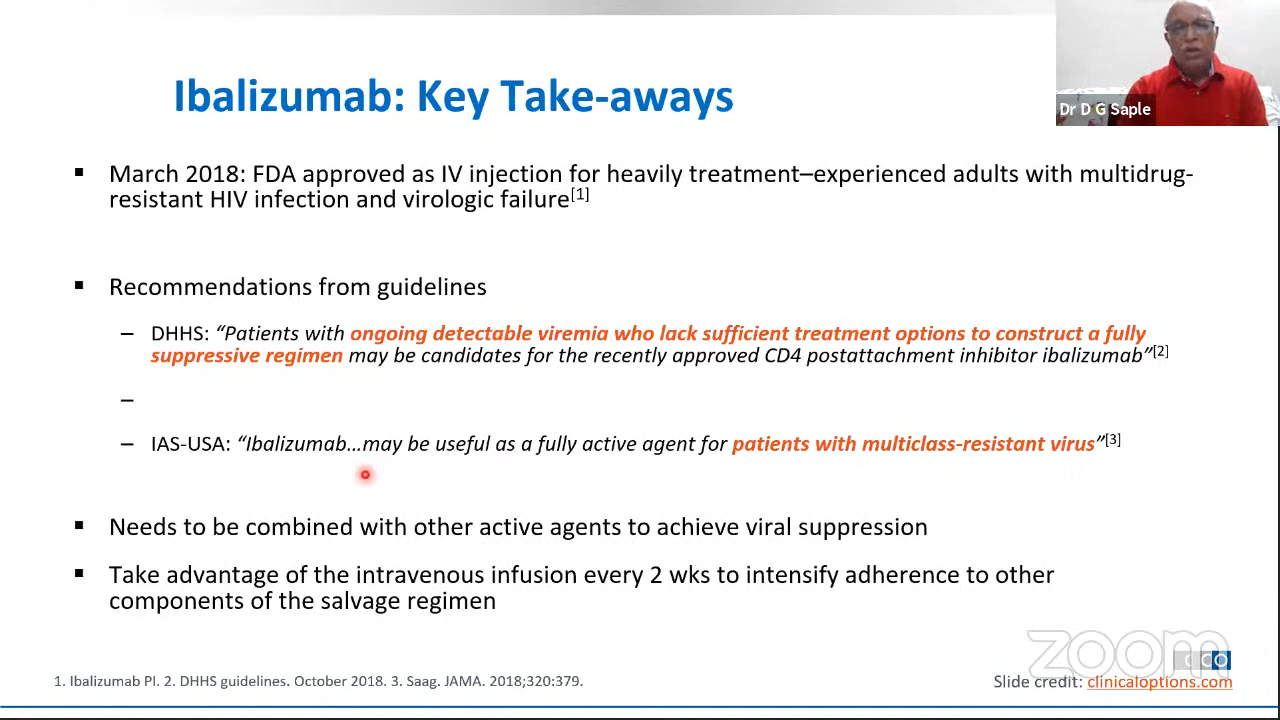 Ibalizumab: Key Take-aways
Dr D G Saple
▪ March 2018: FDA approved as IV injection for heavily treatment–experienced adults with multidrug-
resistant HIV infection and virologic failure[1]
▪ Recommendations from guidelines
– DHHS: “Patients with ongoing detectable viremia who lack sufficient treatment options to construct a fully
suppressive regimen may be candidates for the recently approved CD4 postattachment inhibitor ibalizumab”[2]
–
– IAS-USA: “Ibalizumab…may be useful as a fully active agent for patients with multiclass-resistant virus”[3]
▪ Needs to be combined with other active agents to achieve viral suppression
▪ Take advantage of the intravenous infusion every 2 wks to intensify adherence to other
components of the salvage regimen
zoom
CCO
1. Ibalizumab PI. 2. DHHS guidelines. October 2018. 3. Saag. JAMA. 2018;320:379.
Slide credit: clinicaloptions.com